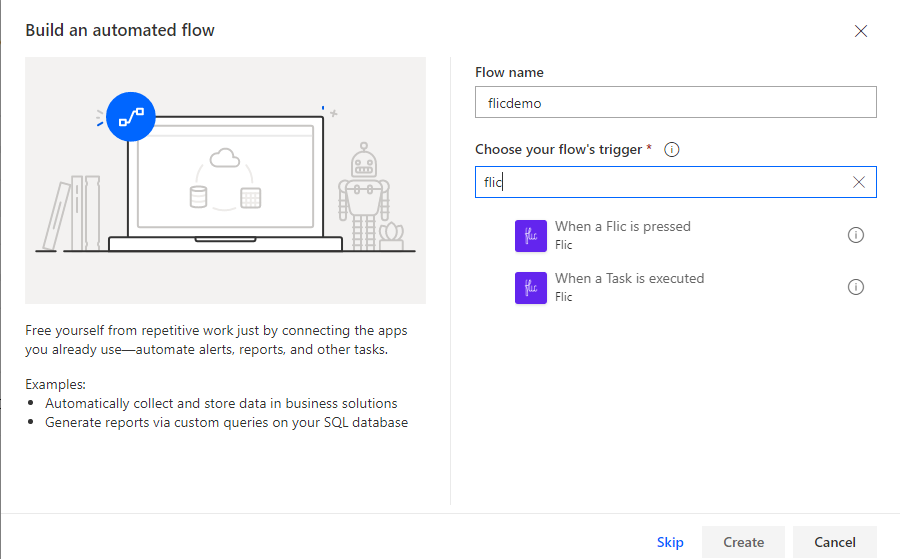 Build an automated flow
Free yourself from repetitive work just by connecting the apps
you already use—automate alerts, reports, and other tasks.
Examples:
Automatically collect and store data in business solutions
Generate reports via custom queries on your SQL database
Flow name
flicdemo
Choose your flow's trigger *
flic
flic
When a Flic is pressed
Flic
flic
When a Task is executed
Flic
Skip
Create
Cancel